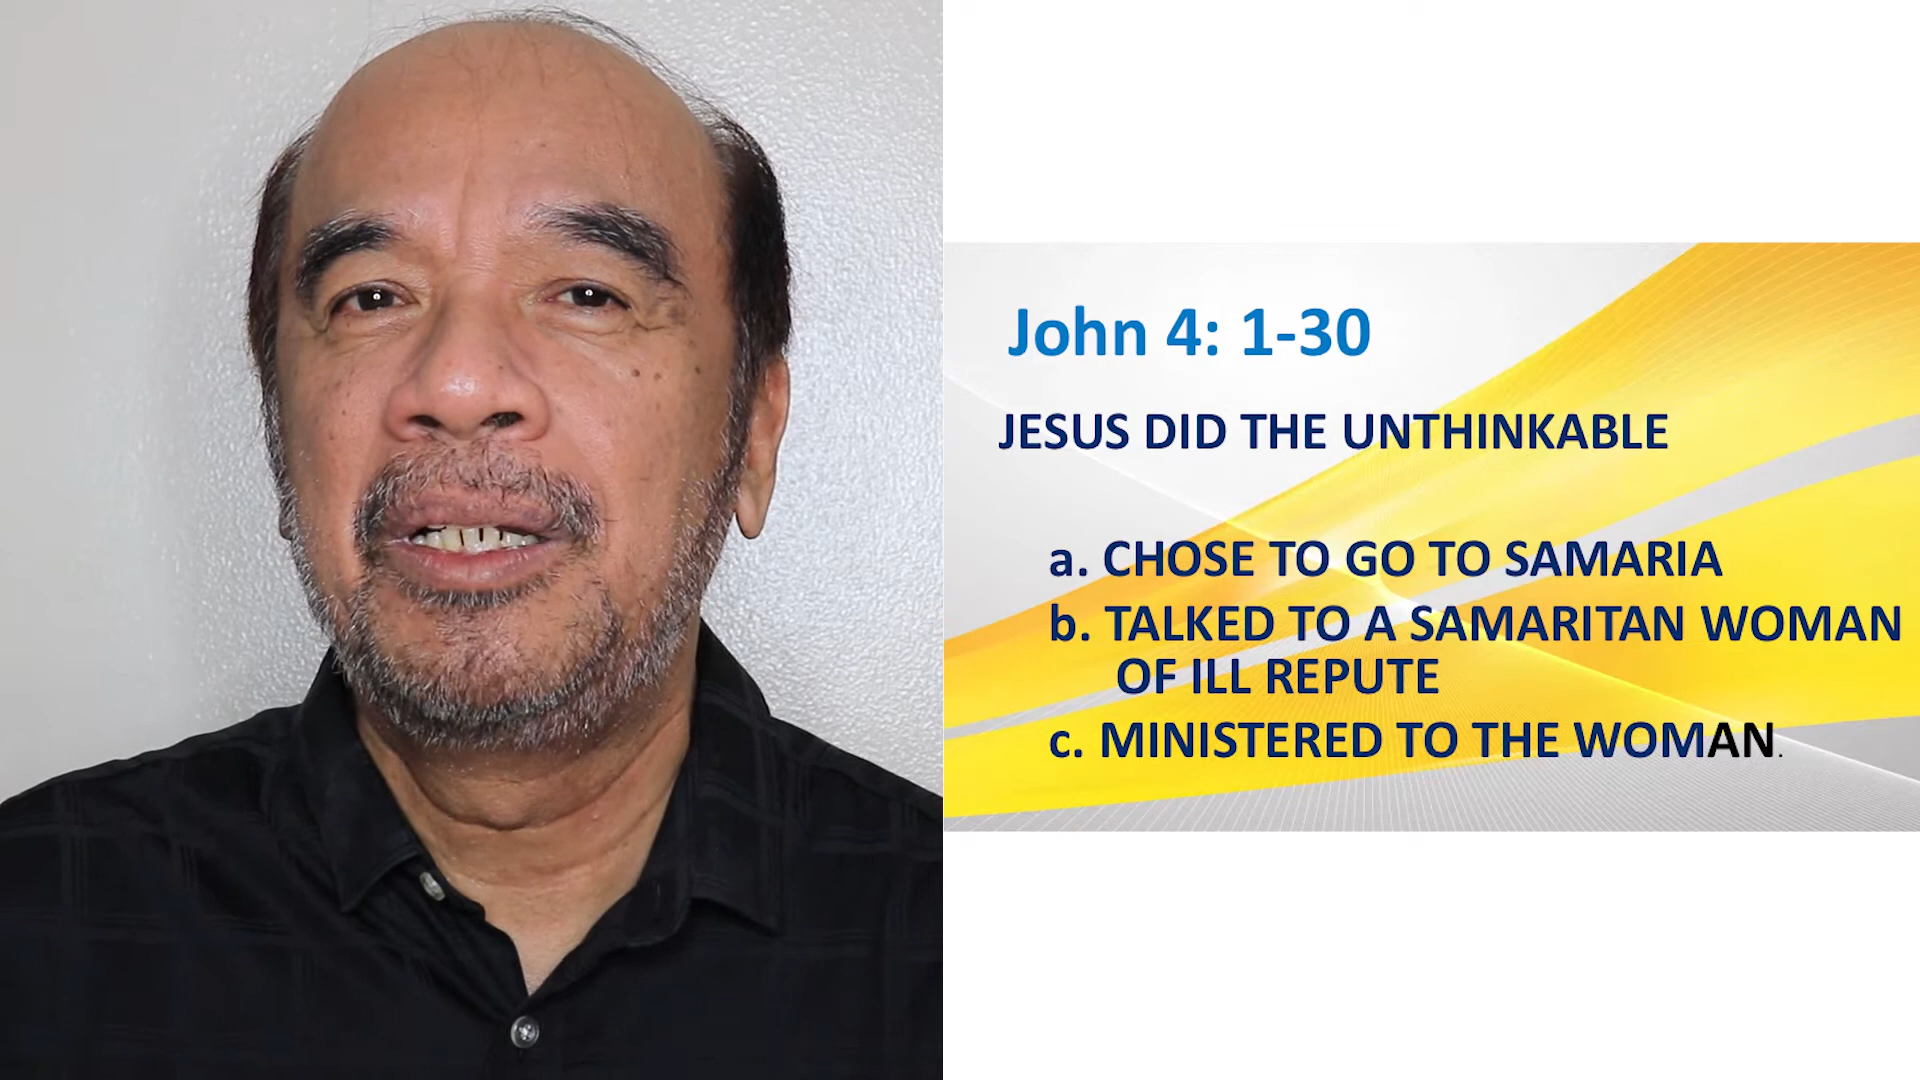 John 4: 1-30
JESUS DID THE UNTHINKABLE
a. CHOSE TO GO TO SAMARIA
b. TALKED TO A SAMARITAN WOMAN
OF ILL REPUTE
c. MINISTERED TO THE WOMAN.